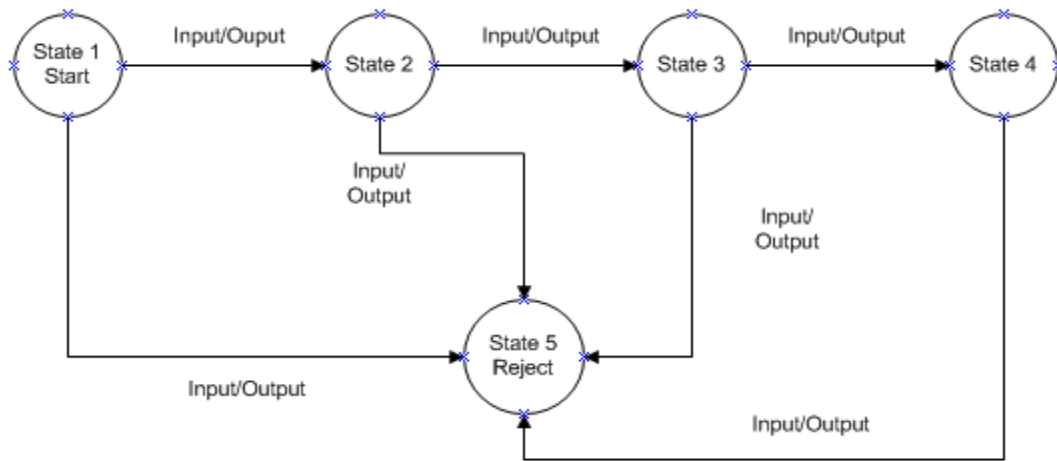 Input/Ouput
Input/Output
Input/Output
State 1
Start
State 2
State 3
State 4
Input/
Output
Input/
Output
State 5
Reject
Input/Output
Input/Output